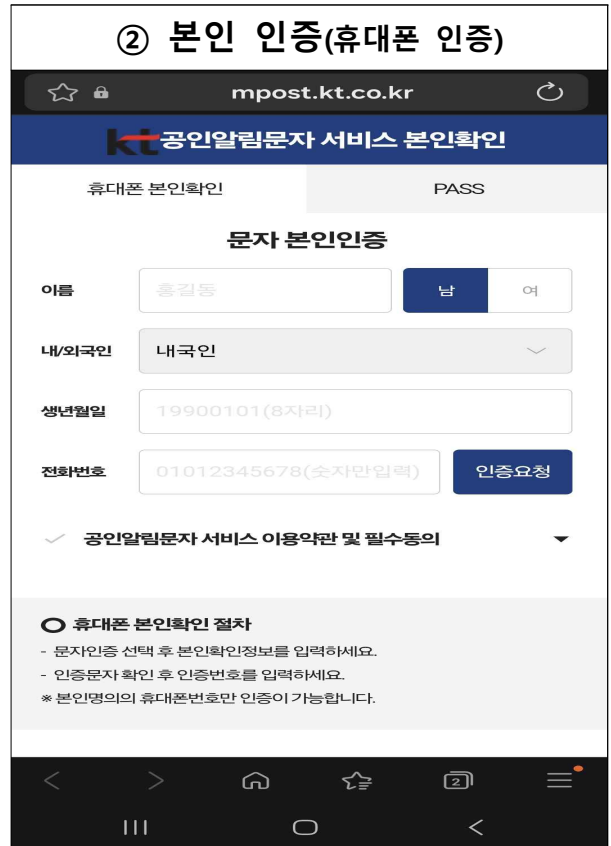 ② 본인 인증(휴대폰 인증)
mpost.kt.co.kr
kt 공인알림문자 서비스 본인확인
휴대폰 본인확인 PASS
문자 본인인증
이름 홍길동 남 여
내/외국인 내국인
생년월일 19900101(8자리)
전화번호 01012345678(숫자만입력) 인증요청
공인알림문자 서비스 이용약관 및 필수동의
휴대폰 본인확인 절차
- 문자인증 선택 후 본인확인정보를 입력하세요.
- 인증문자 확인 후 인증번호를 입력하세요.
※ 본인명의의 휴대폰번호만 인증이 가능합니다.
2